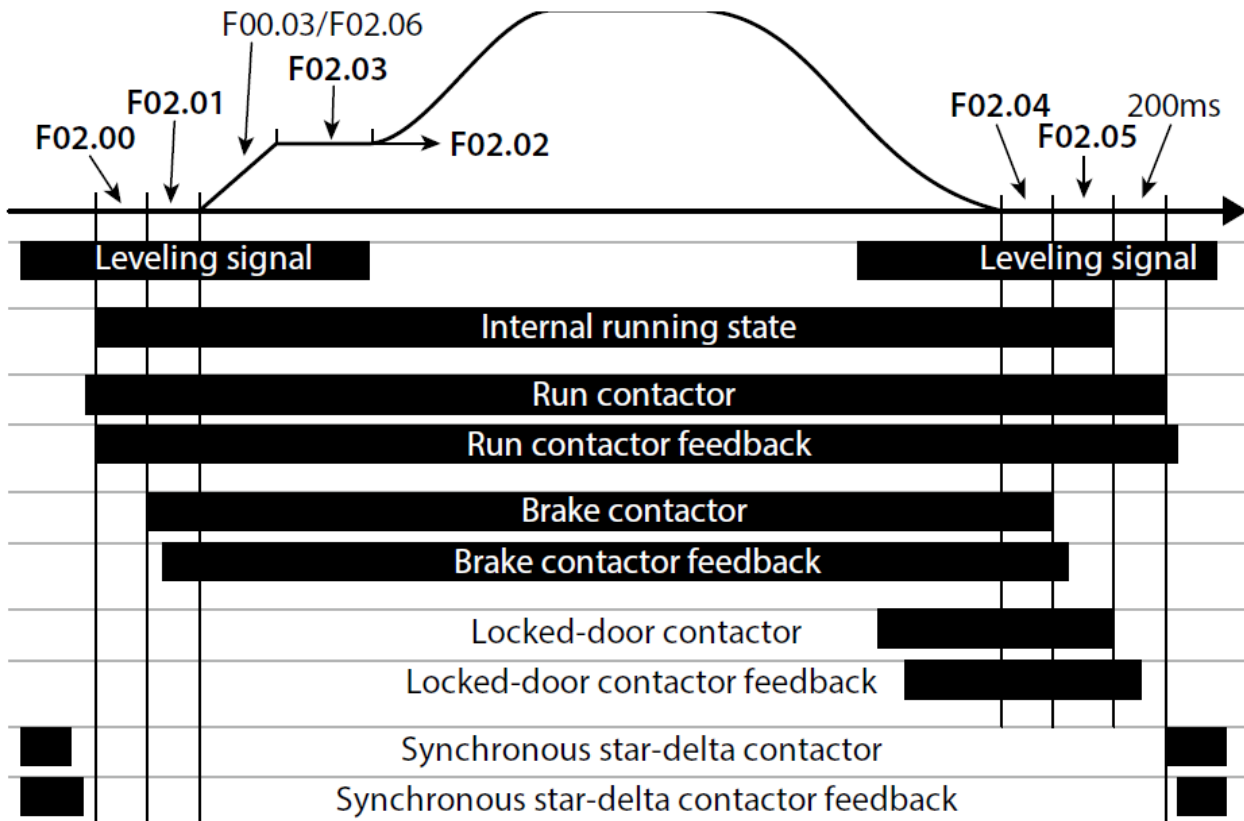 F00.03/F02.06
F02.03
F02.01
F02.00
F02.02
F02.04
200ms
F02.05
Leveling signal
Leveling signal
Internal running state
Run contactor
Run contactor feedback
Brake contactor
Brake contactor feedback
Locked-door contactor
Locked-door contactor feedback
Synchronous star-delta contactor
Synchronous star-delta contactor feedback